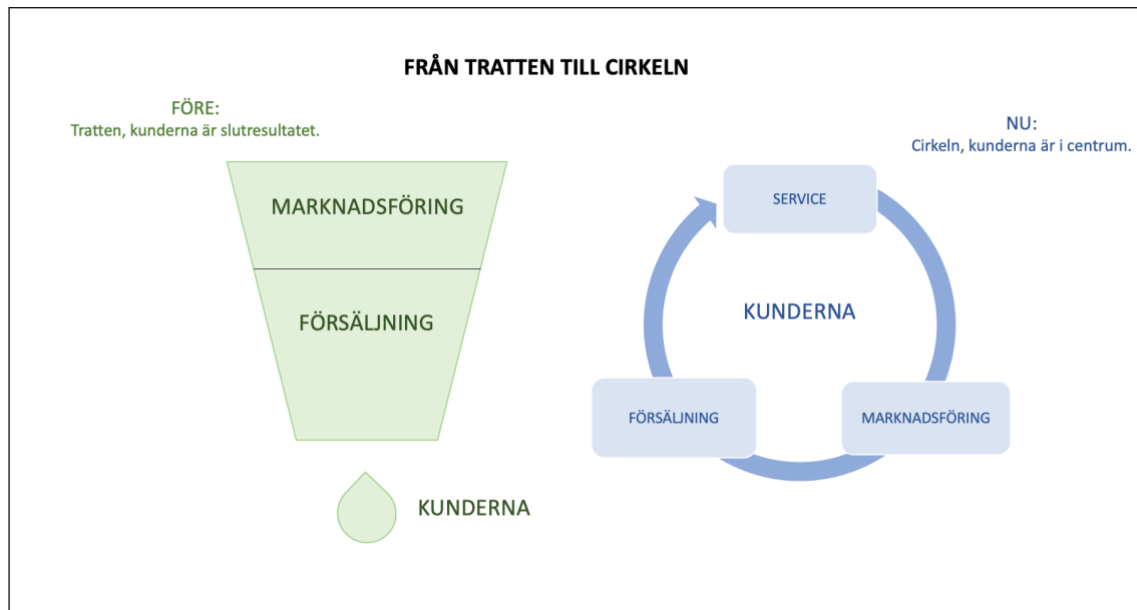 FRÅN TRATTEN TILL CIRKELN
FÖRE:
Tratten, kunderna är slutresultatet.
MARKNADSFÖRING
FÖRSÄLJNING
KUNDERNA
NU:
Cirkeln, kunderna är i centrum.
SERVICE
KUNDERNA
FÖRSÄLJNING
MARKNADSFÖRING